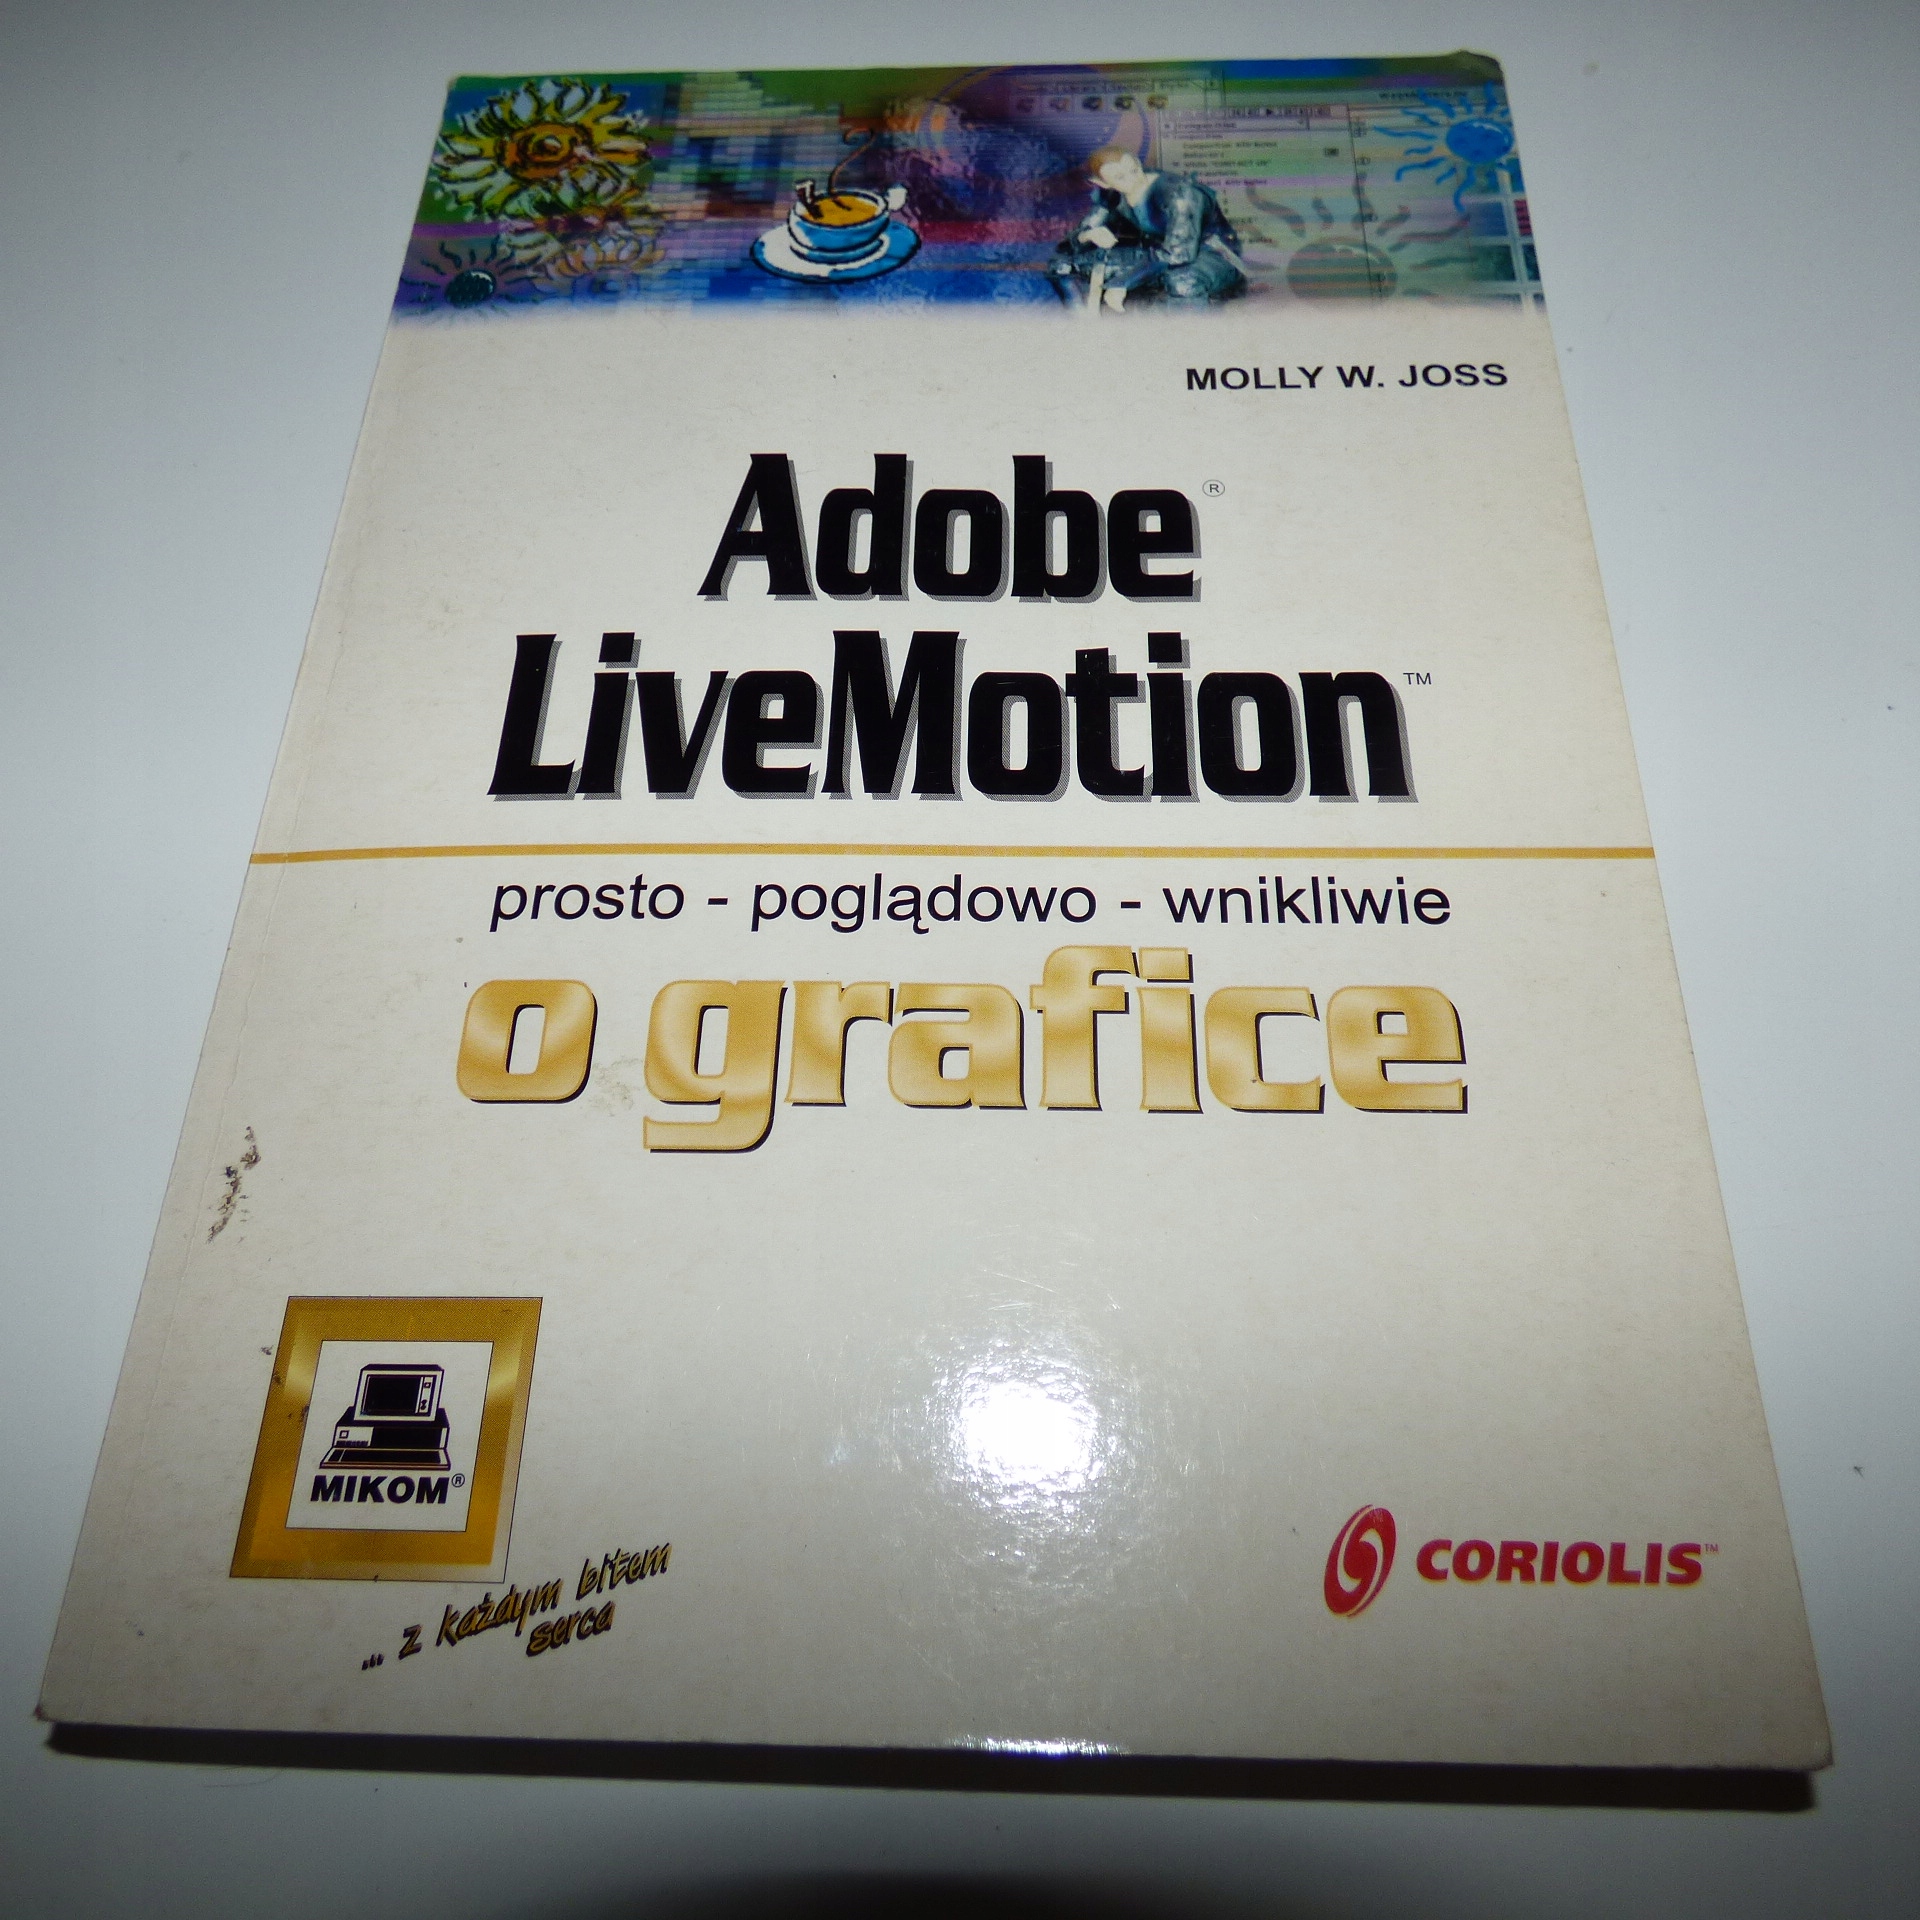 MOLLY W. JOSS
Adobe®
LiveMotion™
prosto - poglądowo - wnikliwie
o grafice
MIKOM®
... z każdym bitem
serca
CORIOLIS™